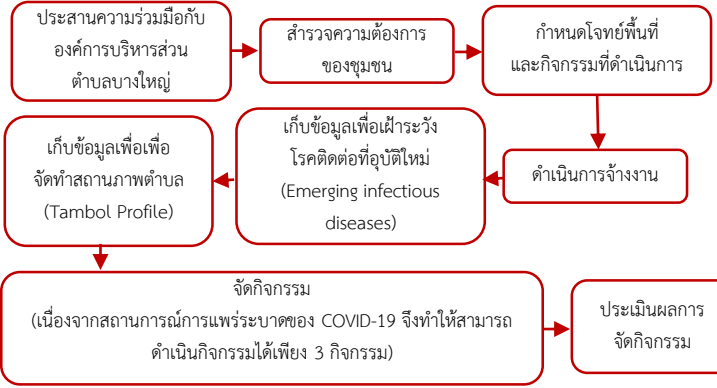 ประสานความร่วมมือกับ
องค์การบริหารส่วน
ตำบลบางใหญ่
สำรวจความต้องการ
ของชุมชน
กำหนดโจทย์พื้นที่
และกิจกรรมที่ดำเนินการ
ดำเนินการจ้างงาน
เก็บข้อมูลเพื่อเฝ้าระวัง
โรคติดต่อที่อุบัติใหม่
(Emerging infectious
diseases)
เก็บข้อมูลเพื่อเพื่อ
จัดทำสถานภาพตำบล
(Tambol Profile)
จัดกิจกรรม
(เนื่องจากสถานการณ์การแพร่ระบาดของ COVID-19 จึงทำให้สามารถ
ดำเนินกิจกรรมได้เพียง 3 กิจกรรม)
ประเมินผลการ
จัดกิจกรรม